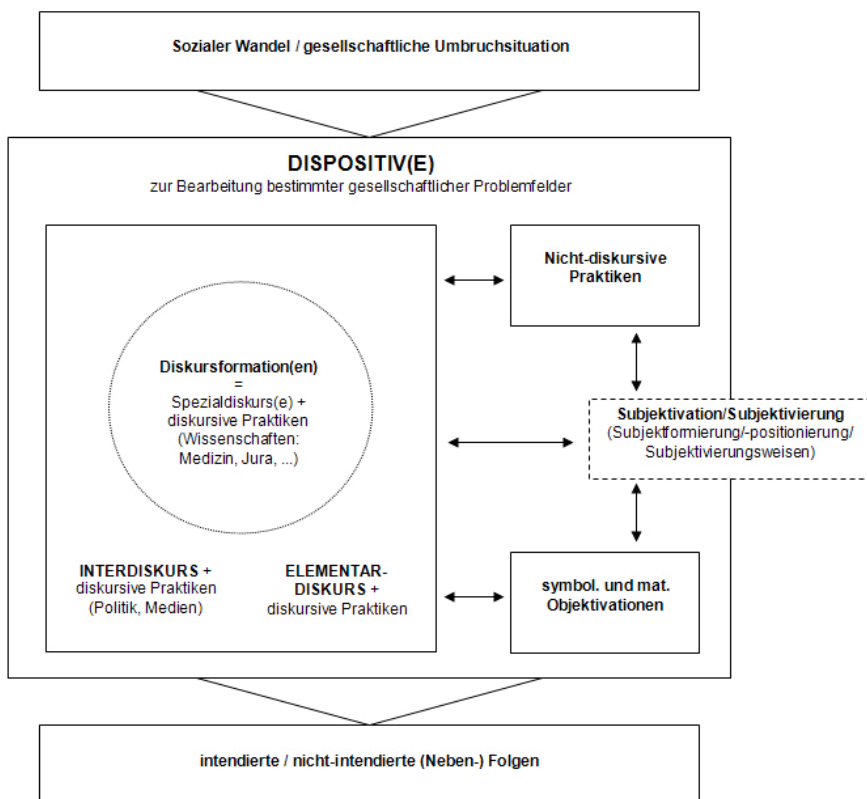 Sozialer Wandel / gesellschaftliche Umbruchsituation
DISPOSITIV(E)
zur Bearbeitung bestimmter gesellschaftlicher Problemfelder
Diskursformation(en)
=
Spezialdiskurs(e) +
diskursive Praktiken
(Wissenschaften:
Medizin, Jura, ...)
INTERDISKURS +
diskursive Praktiken
(Politik, Medien)
ELEMENTAR-
DISKURS +
diskursive Praktiken
Nicht-diskursive
Praktiken
Subjektivation/Subjektivierung
(Subjektformierung/-positionierung/
Subjektivierungsweisen)
symbol. und mat.
Objektivationen
intendierte / nicht-intendierte (Neben-) Folgen